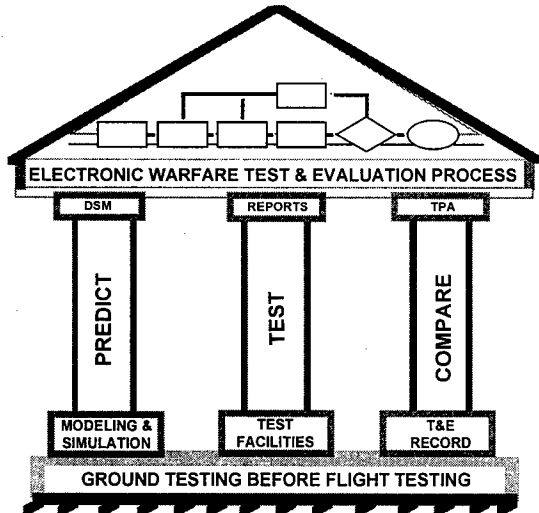 ELECTRONIC WARFARE TEST & EVALUATION PROCESS
DSM
REPORTS
TPA
PREDICT
TEST
COMPARE
MODELING &
SIMULATION
TEST
FACILITIES
T&E
RECORD
GROUND TESTING BEFORE FLIGHT TESTING